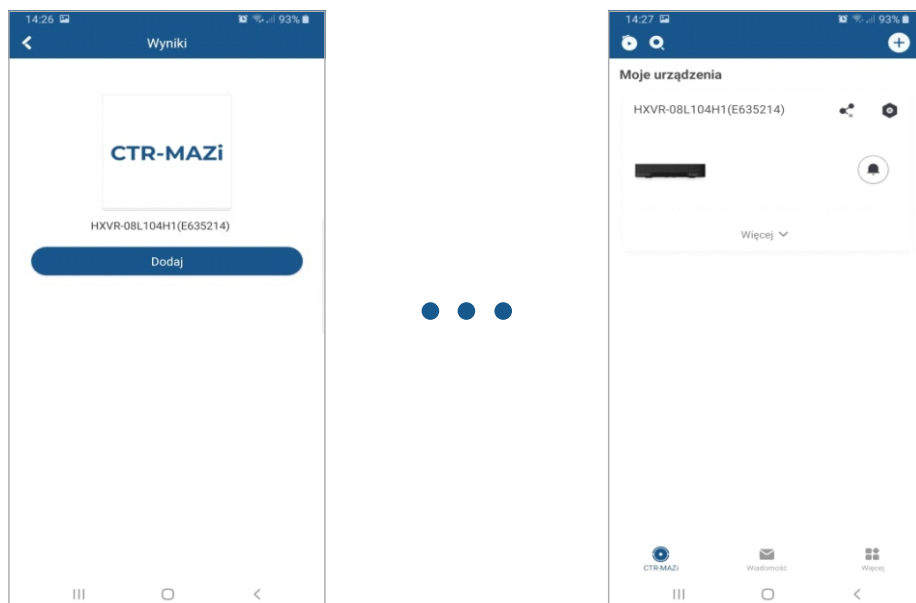 14:26
93%
Wyniki
CTR-MAZi
HXVR-08L104H1(E635214)
Dodaj
14:27
93%
Moje urządzenia
HXVR-08L104H1(E635214)
Więcej
CTR-MAZi
Wiadomość
Więcej